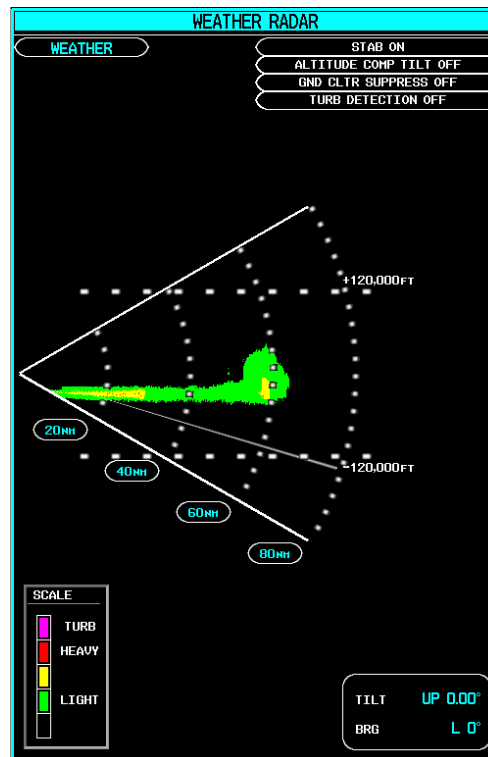 WEATHER RADAR
WEATHER
STAB ON
ALTITUDE COMP TILT OFF
GND CLTR SUPPRESS OFF
TURB DETECTION OFF
+120,000FT
20NM
40NM
-120,000FT
60NM
80NM
SCALE
TURB
HEAVY
LIGHT
TILT UP 0.00°
BRG L 0°